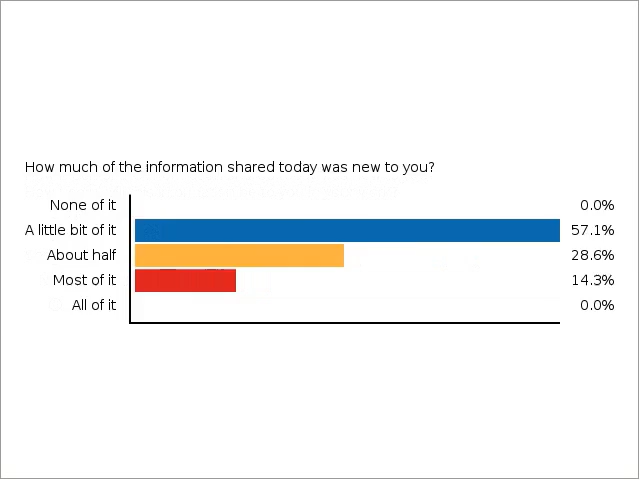 How much of the information shared today was new to you?
None of it 0.0%
A little bit of it 57.1%
About half 28.6%
Most of it 14.3%
All of it 0.0%